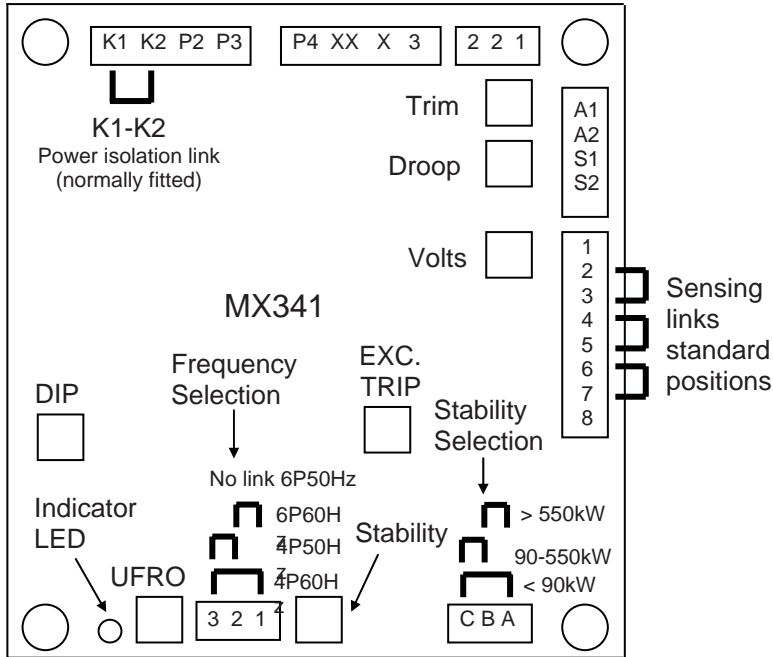 K1 K2 P2 P3
P4 XX X 3
2 2 1
K1-K2
Power isolation link
(normally fitted)
Trim
Droop
Volts
A1
A2
S1
S2
1
2
3
4
5
6
7
8
Sensing
links
standard
positions
MX341
Frequency
Selection
EXC.
TRIP
DIP
Stability
Selection
No link 6P50Hz
6P60H
z
4P50H
z
4P60H
z
Indicator
LED
UFRO
Stability
> 550kW
90-550kW
< 90kW
3 2 1
C B A